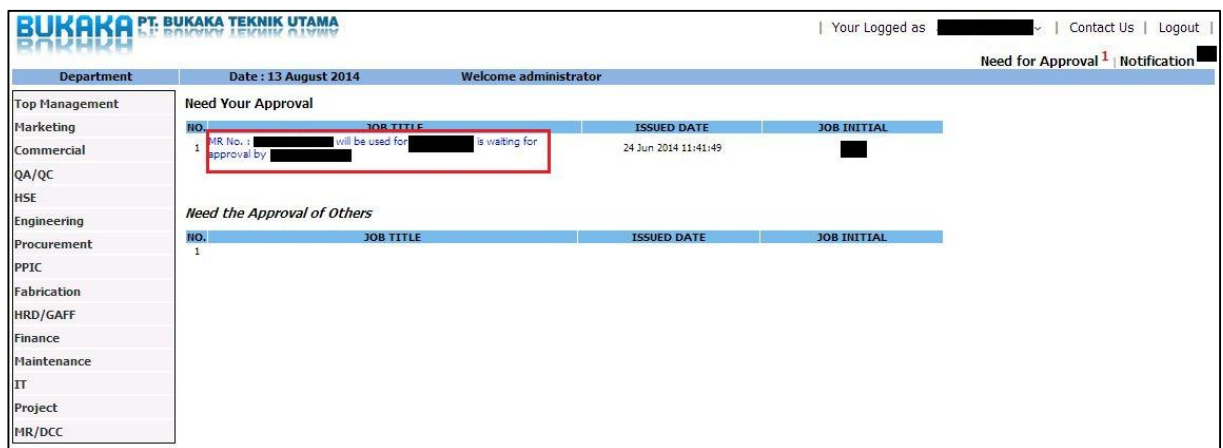 BUKAKA PT. BUKAKA TEKNIK UTAMA
| Your Logged as | Contact Us | Logout |
Need for Approval 1 | Notification
Department Date : 13 August 2014 Welcome administrator
Top Management
Marketing
Commercial
QA/QC
HSE
Engineering
Procurement
PPIC
Fabrication
HRD/GAFF
Finance
Maintenance
IT
Project
MR/DCC
Need Your Approval
NO. JOB TITLE ISSUED DATE JOB INITIAL
1 MR No. : will be used for is waiting for 24 Jun 2014 11:41:49
approval by
Need the Approval of Others
NO. JOB TITLE ISSUED DATE JOB INITIAL
1